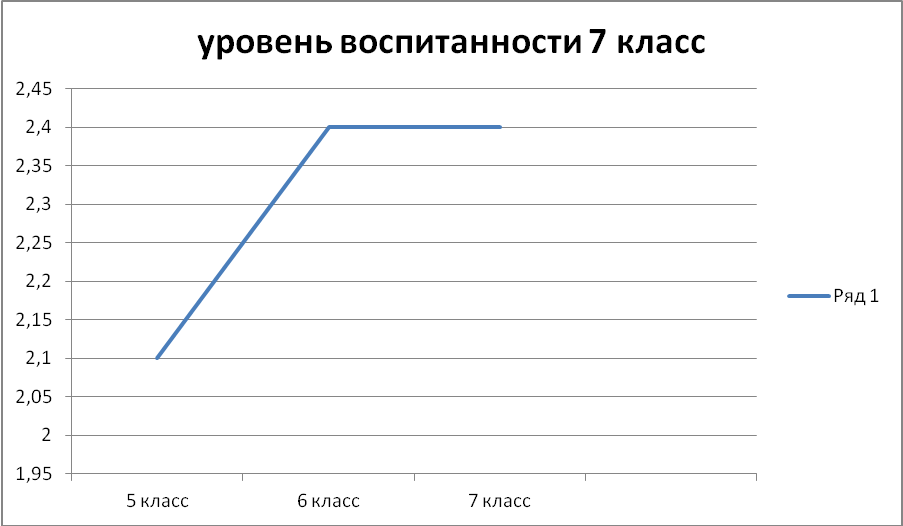 уровень воспитанности 7 класс
2,45
2,4
2,35
2,3
2,25
2,2
2,15
2,1
2,05
2
1,95
5 класс
6 класс
7 класс
Ряд 1